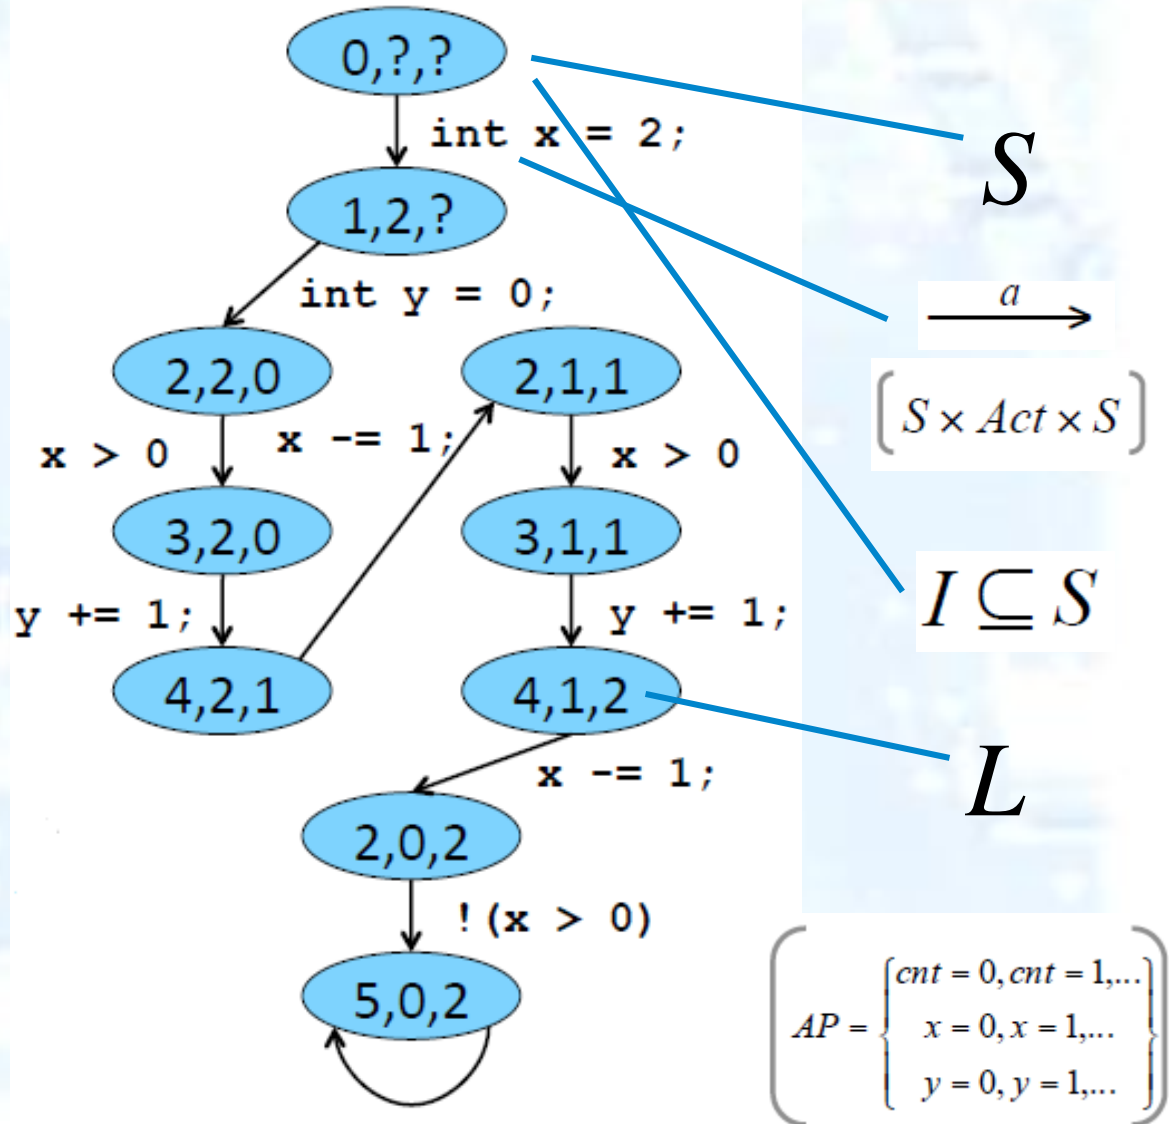 0,?,?
int x = 2;
S
1,2,?
int y = 0;
a
2,2,0
2,1,1
( S × Act × S )
x > 0
x -= 1;
x > 0
3,2,0
3,1,1
I ⊆ S
y += 1;
y += 1;
4,2,1
4,1,2
L
x -= 1;
2,0,2
!(x > 0)
5,0,2
cnt = 0, cnt = 1,...
AP = { x = 0, x = 1,... }
y = 0, y = 1,...